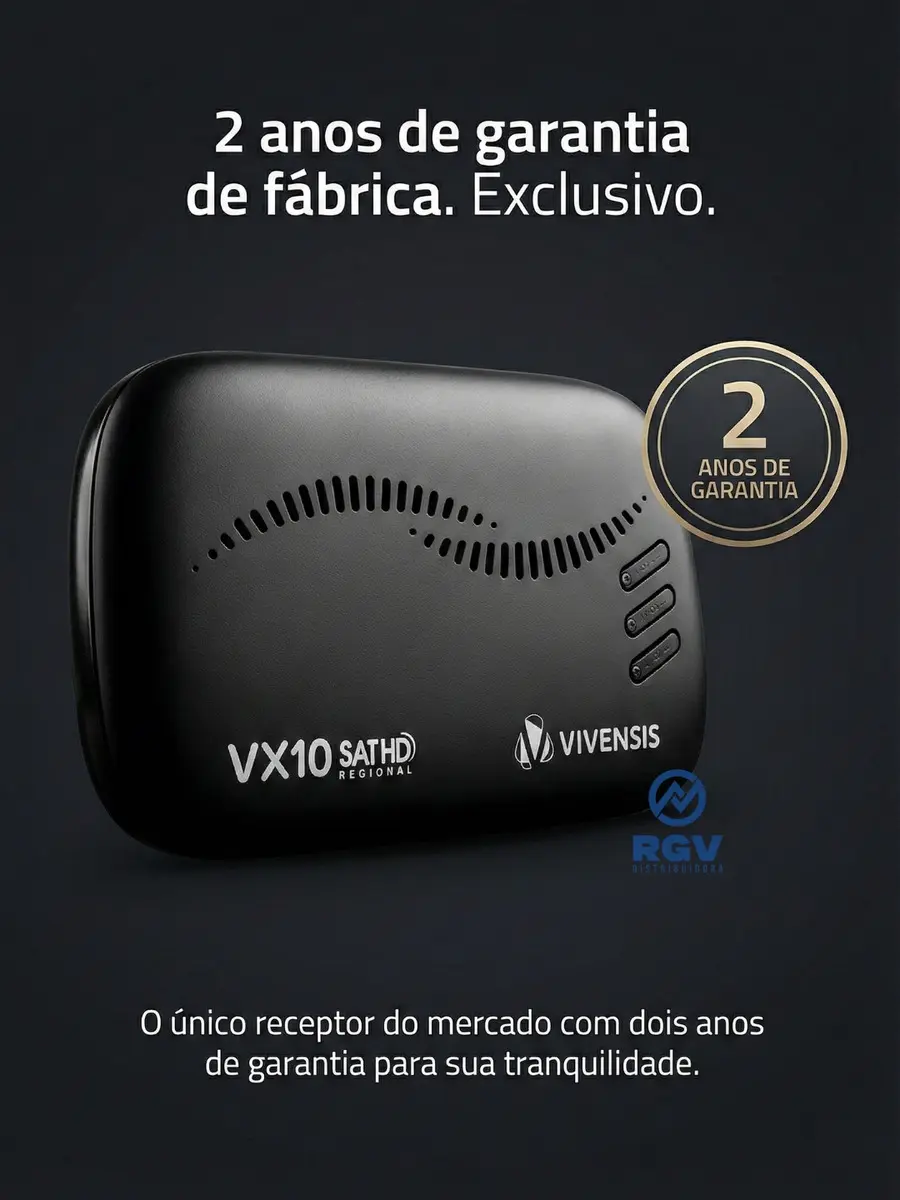 2 anos de garantia
de fábrica. Exclusivo.
2
ANOS DE
GARANTIA
VX10 SATHD
REGIONAL
VIVENSIS
RGV
DISTRIBUIDORA
O único receptor do mercado com dois anos
de garantia para sua tranquilidade.